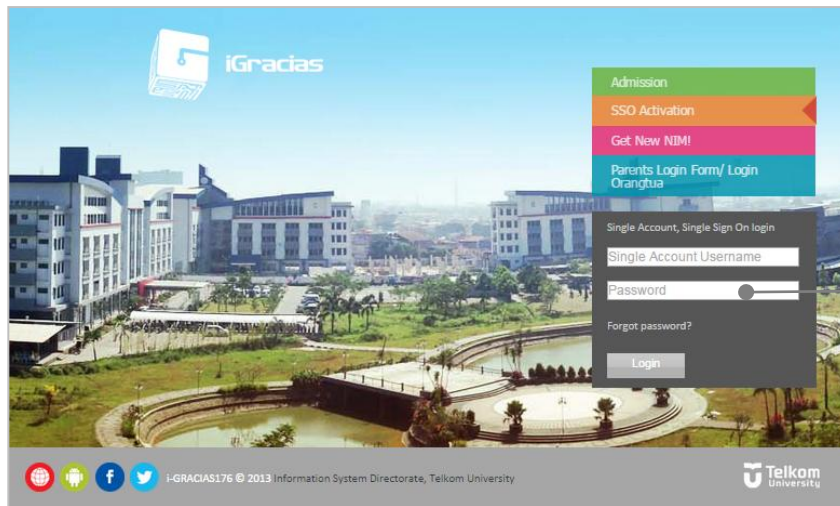 iGracias
Admission
SSO Activation
Get New NIM!
Parents Login Form/ Login
Orangtua
Single Account, Single Sign On login
Single Account Username
Password
Forgot password?
Login
i-GRACIAS176 © 2013 Information System Directorate, Telkom University
Telkom
University